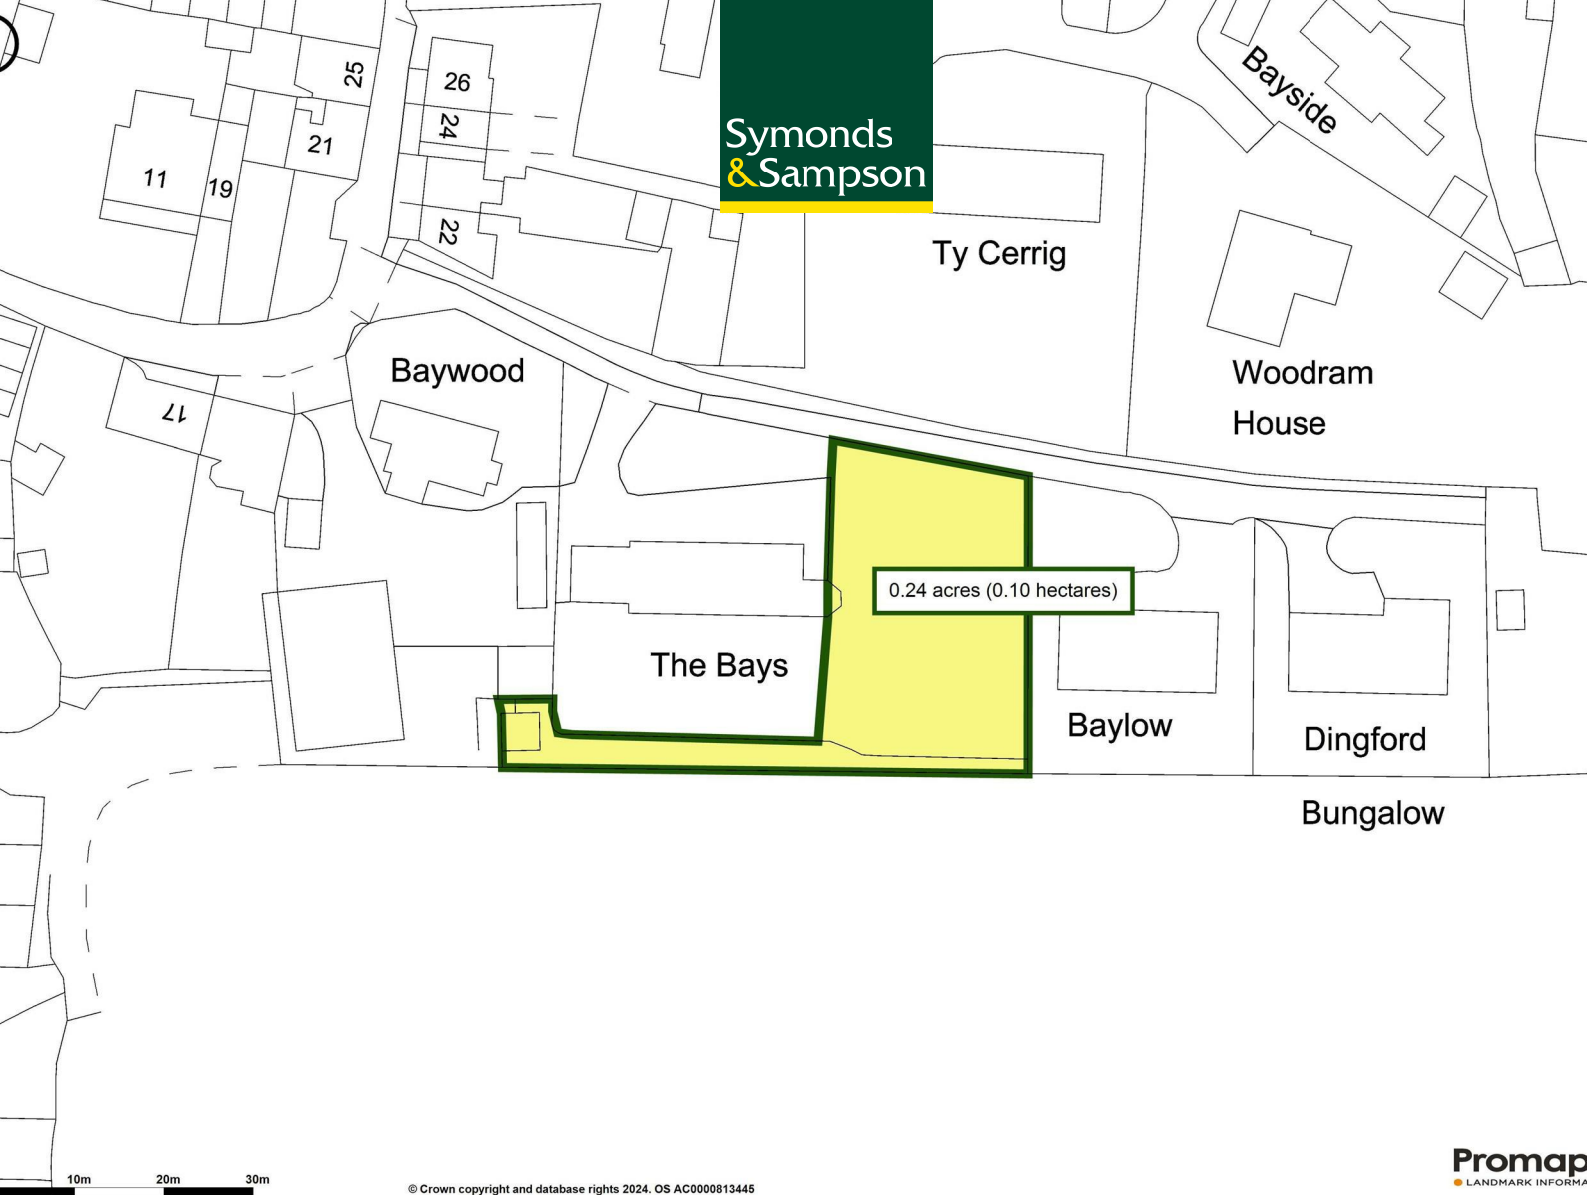 Symonds
&Sampson
25
26
24
21
11
19
22
Bayside
Ty Cerrig
Baywood
17
Woodram
House
0.24 acres (0.10 hectares)
The Bays
Baylow
Dingford
Bungalow
10m 20m 30m
© Crown copyright and database rights 2024. OS AC0000813445
Promap
LANDMARK INFORMA